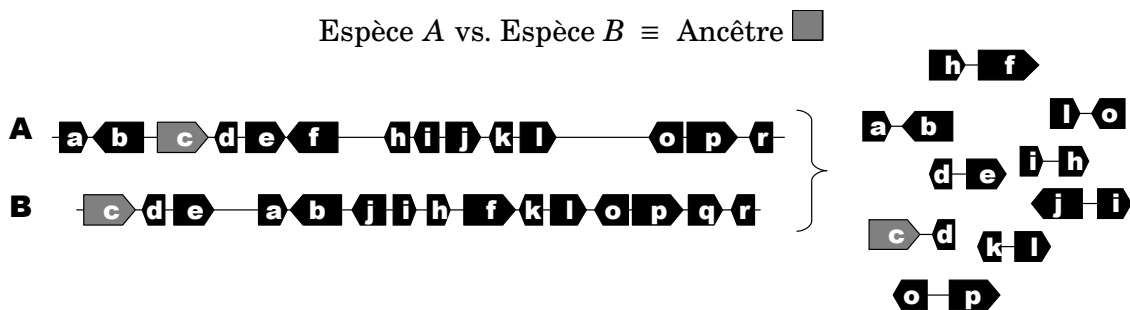 Espèce A vs. Espèce B ≡ Ancêtre
A a b c d e f h i j k l o p r
B c d e a b j i h f k l o p q r
h f
a b
l o
d e
i h
j i
c d
k l
o p